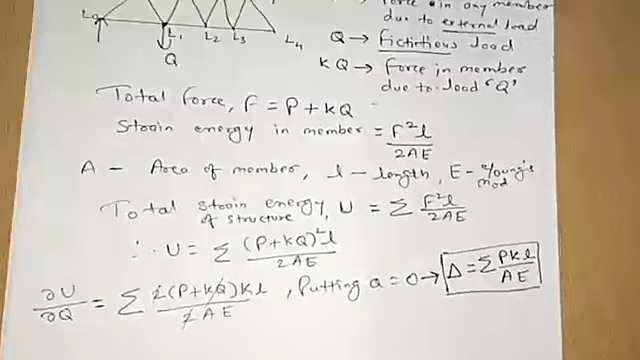 Force in any member
due to external load
L0 L1 L2 L3 L4
Q
Q → Fictirtious load
KQ → Force in member
due to load 'Q'
Total Force, F = P + KQ
Strain energy in member = F²l / 2AE
A – Area of member, l – length, E – Young's mod
Total strain energy of structure, U = Σ F²l / 2AE
∴ U = Σ (P+KQ)²l / 2AE
∂U/∂Q = Σ 2(P+KQ)Kl / 2AE , Putting Q = 0 → Δ = Σ PKl / AE